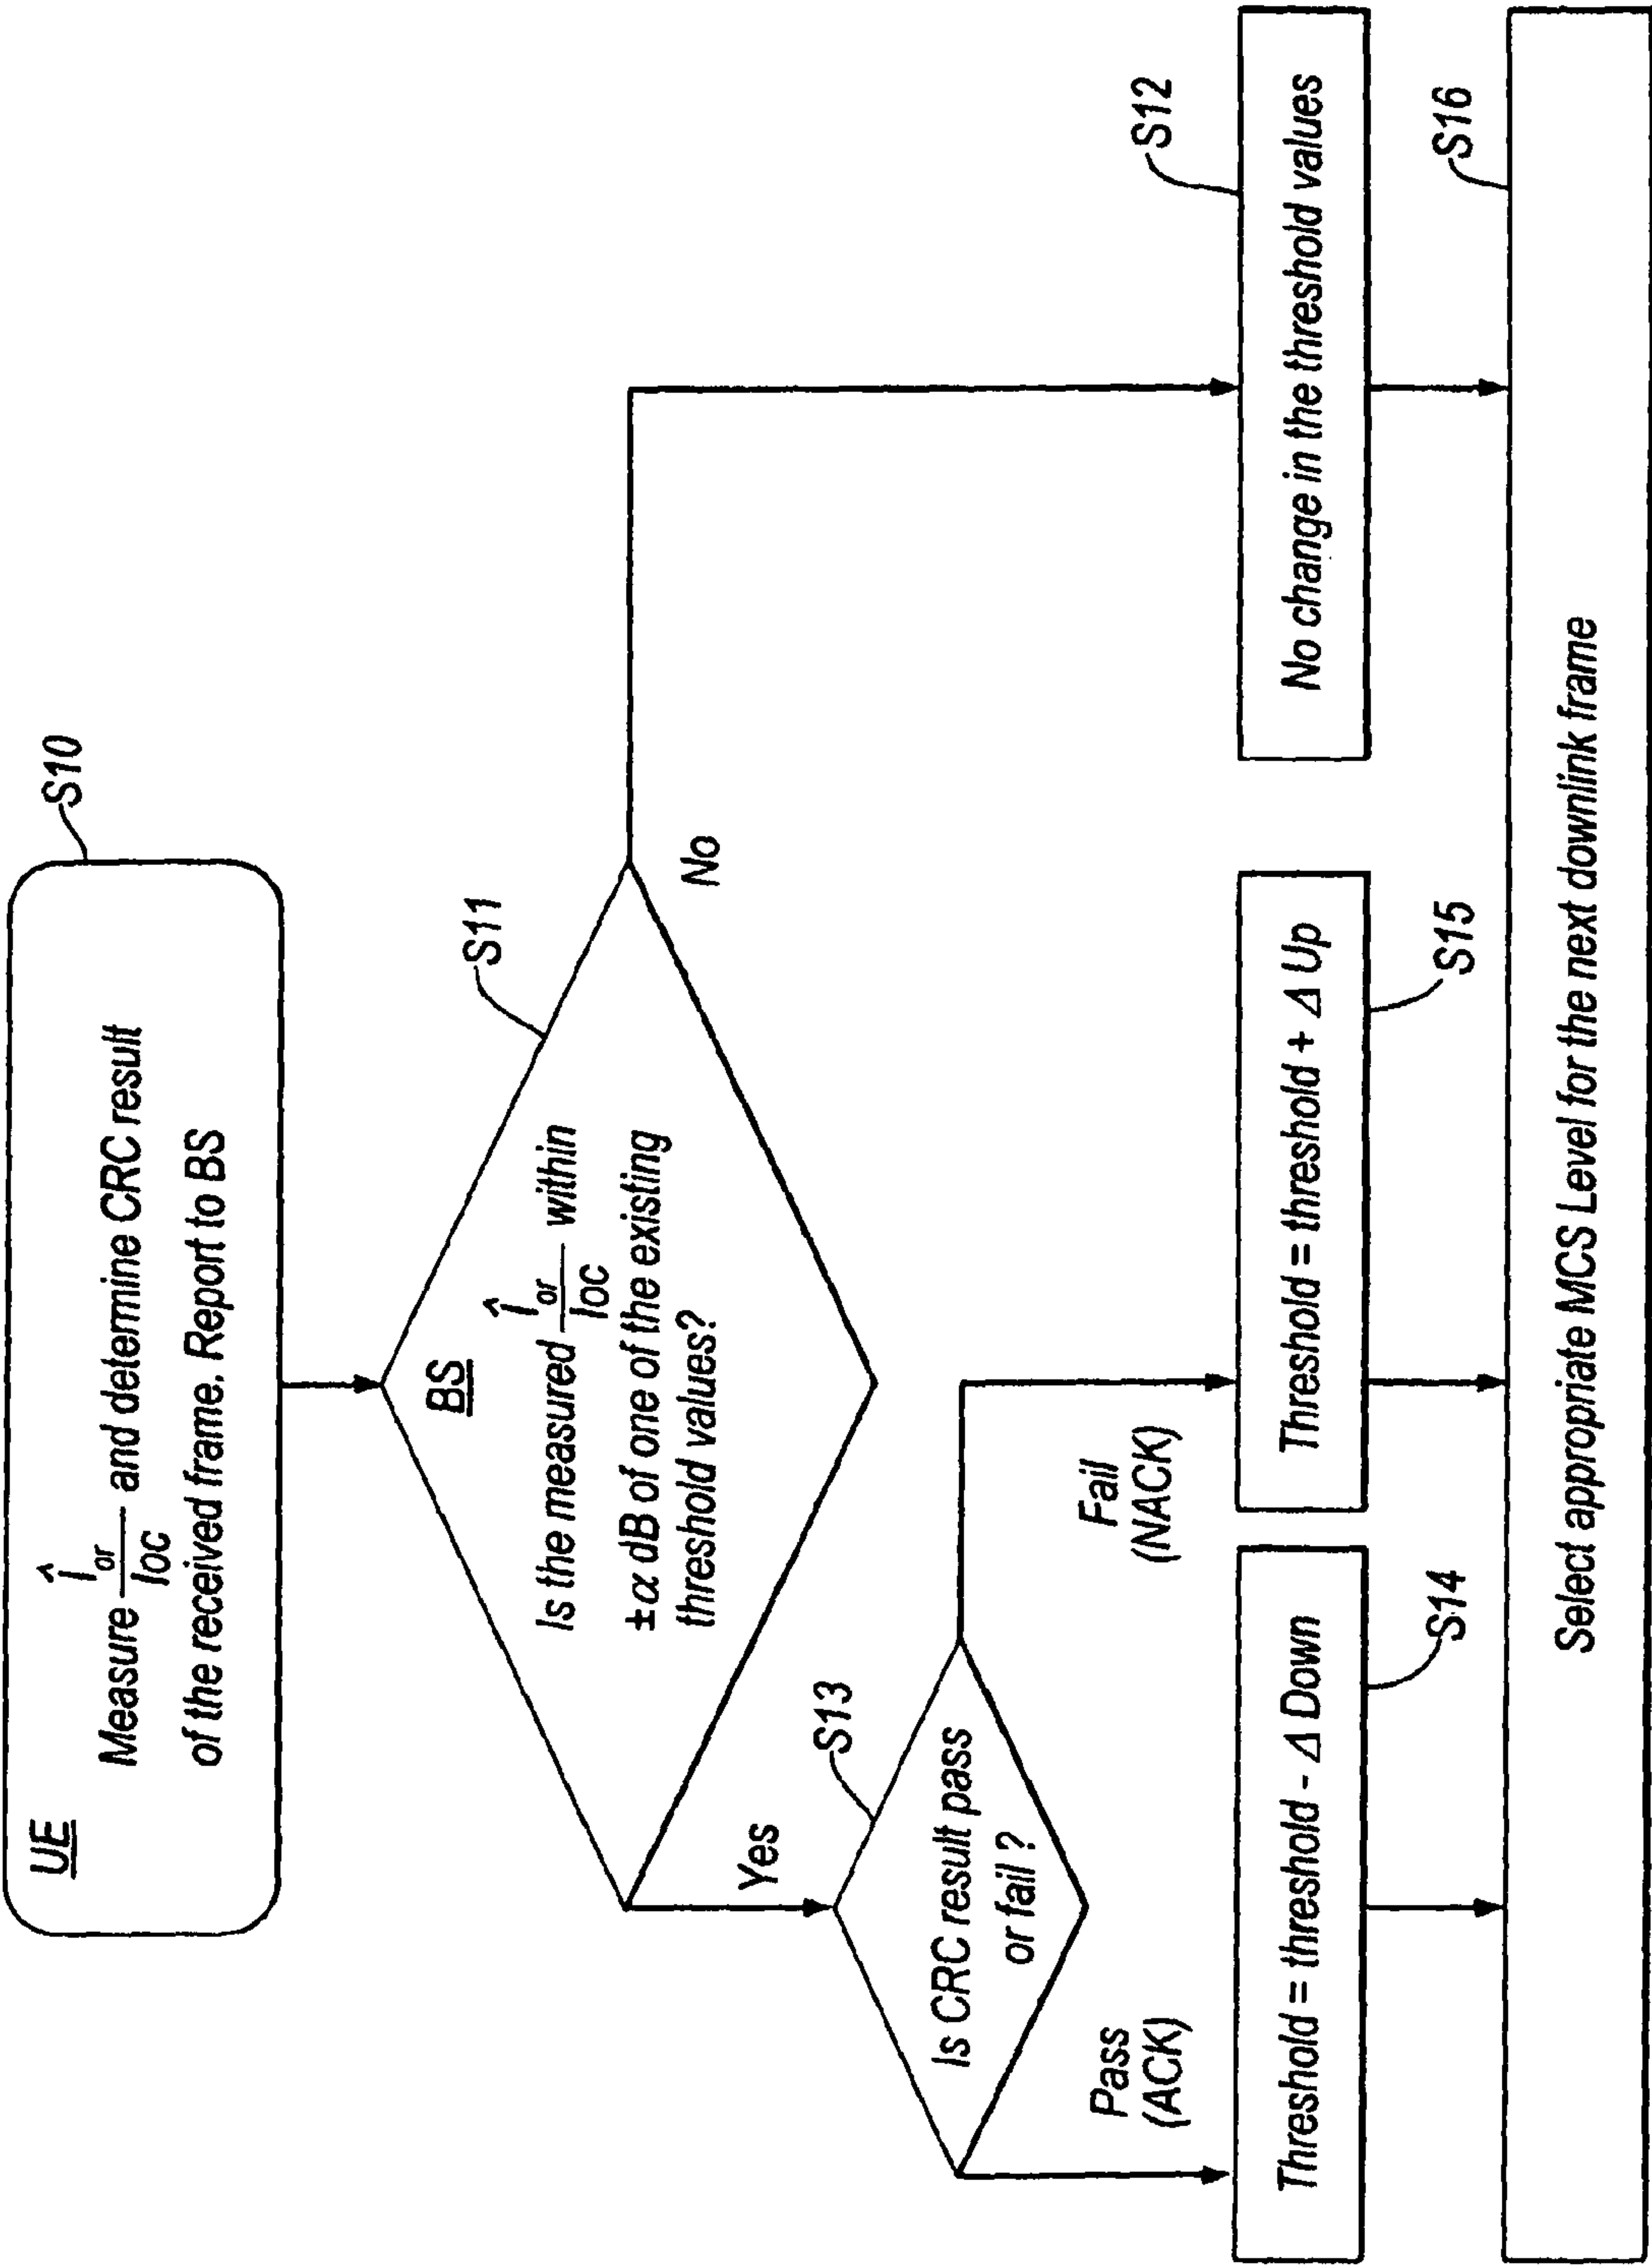 UE
Measure Îor/Ioc and determine CRC result
of the received frame. Report to BS
S10
BS
Is the measured Îor/Ioc within
±α dB of one of the existing
threshold values?
S11
Yes
No
Is CRC result pass
or fail ?
S13
Pass
(ACK)
Fail
(NACK)
Threshold = threshold - Δ Down
S14
Threshold = threshold + Δ Up
S15
No change in the threshold values
S12
Select appropriate MCS Level for the next downlink frame
S16